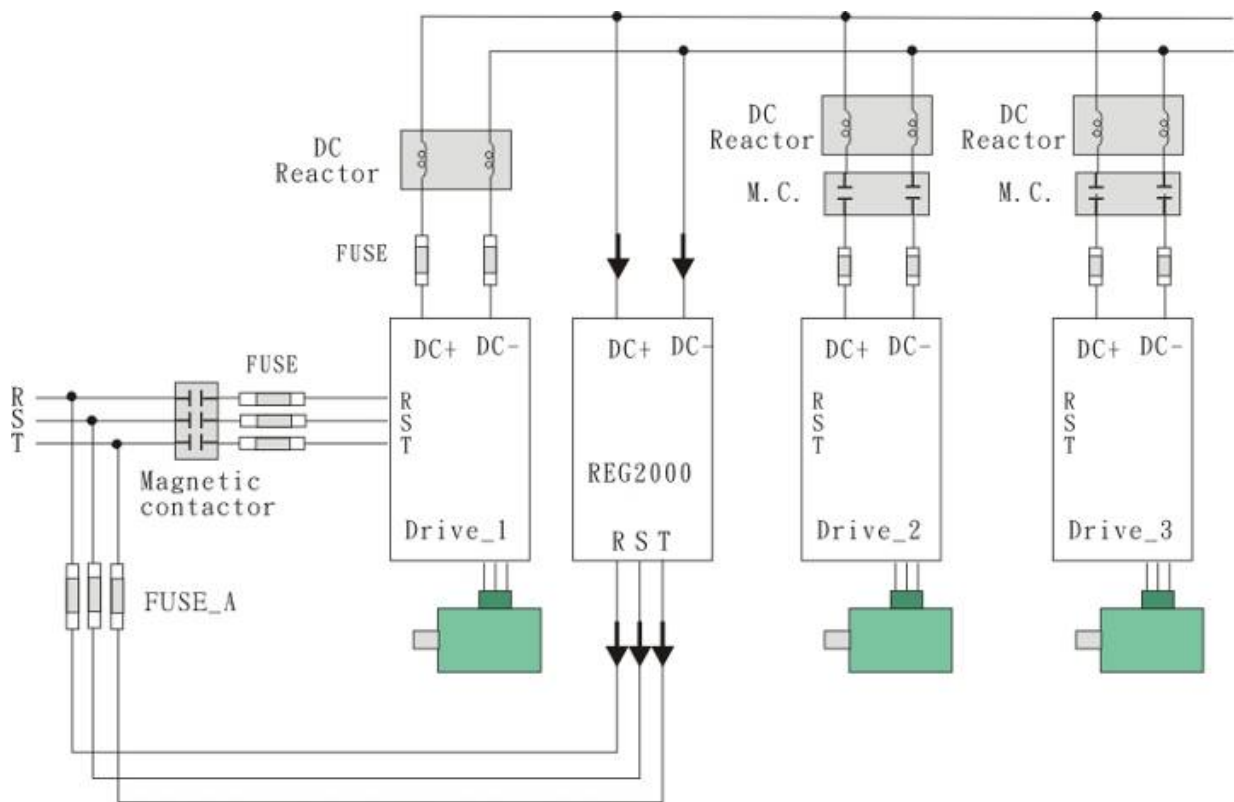 DC
Reactor
DC
Reactor
DC
Reactor
M.C.
M.C.
FUSE
DC+ DC-
DC+ DC-
DC+ DC-
DC+ DC-
FUSE
R
S
T
R
S
T
R
S
T
R
S
T
Magnetic
contactor
REG2000
Drive_1
R S T
Drive_2
Drive_3
FUSE_A